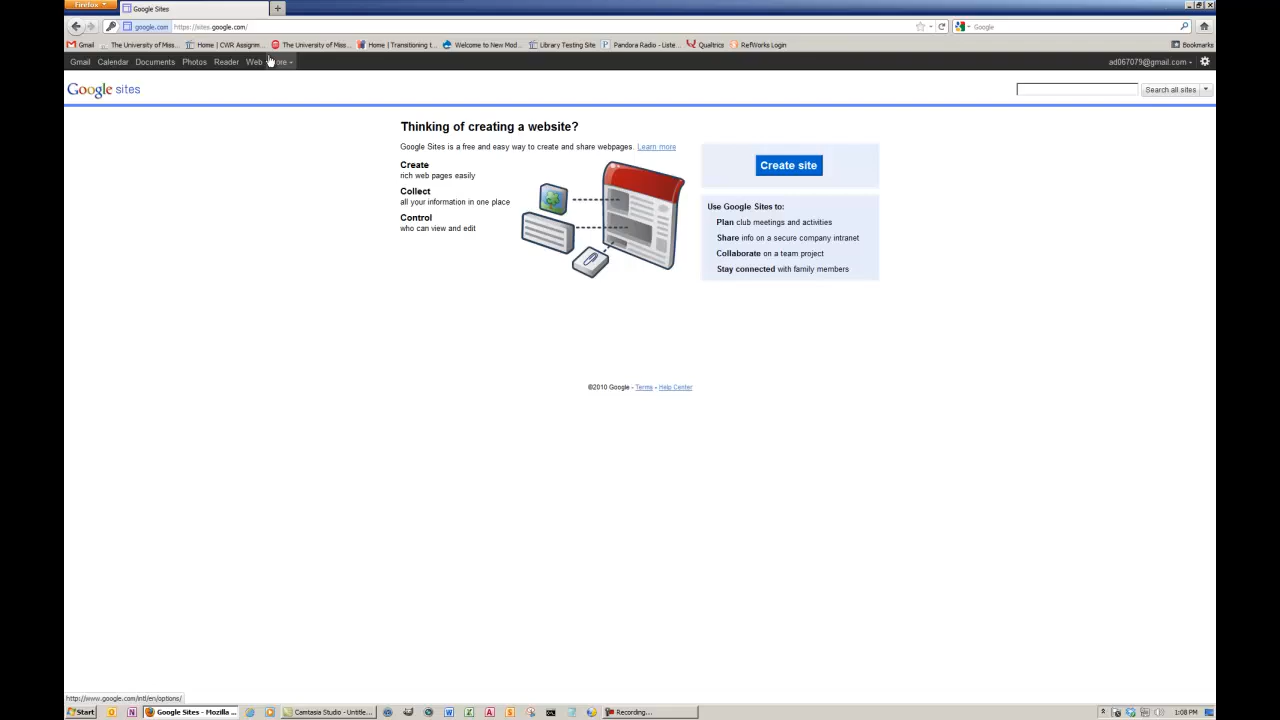 Firefox
Google Sites
google.com https://sites.google.com/
Google
Gmail The University of Miss... Home | CWR Assignm... The University of Miss... Home | Transitioning t... Welcome to New Mod... Library Testing Site Pandora Radio - Liste... Qualtrics RefWorks Login Bookmarks
Gmail Calendar Documents Photos Reader Web ad067079@gmail.com
Google sites
Search all sites
Thinking of creating a website?
Google Sites is a free and easy way to create and share webpages. Learn more
Create
rich web pages easily
Collect
all your information in one place
Control
who can view and edit
Create site
Use Google Sites to:
Plan club meetings and activities
Share info on a secure company intranet
Collaborate on a team project
Stay connected with family members
©2010 Google - Terms - Help Center
http://www.google.com/intl/en/options/
Start Google Sites - Mozilla ... Camtasia Studio - Untitle... Recording... 1:08 PM